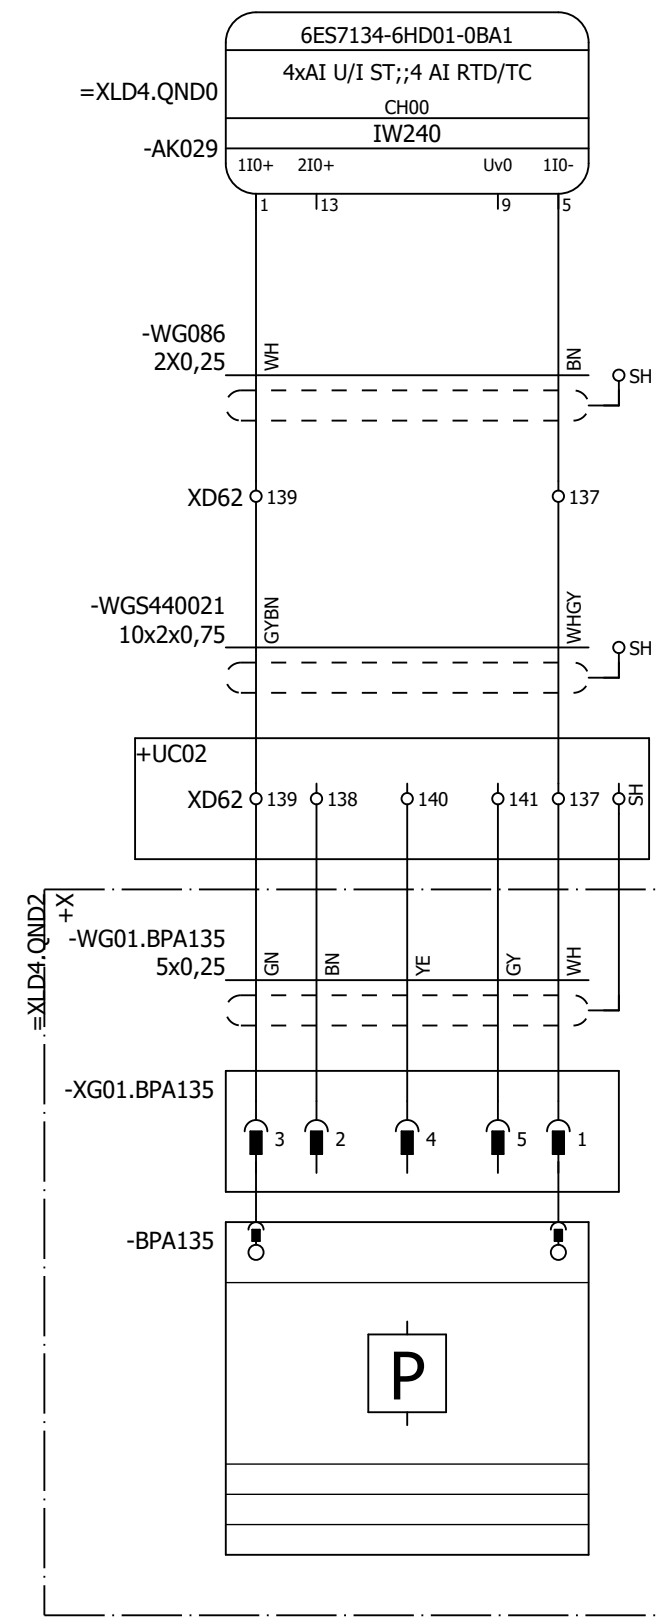 6ES7134-6HD01-0BA1
4xAI U/I ST;;4 AI RTD/TC
=XLD4.QND0
CH00
IW240
-AK029
1I0+ 2I0+ Uv0 1I0-
1 13 9 5
-WG086
2X0,25
WH BN
SH
XD62 139 137
-WGS440021
10x2x0,75
GYBN WHGY
SH
+UC02
XD62 139 138 140 141 137 SH
=XLD4.QND2
+X
-WG01.BPA135
5x0,25
GN BN YE GY WH
-XG01.BPA135
3 2 4 5 1
-BPA135
P